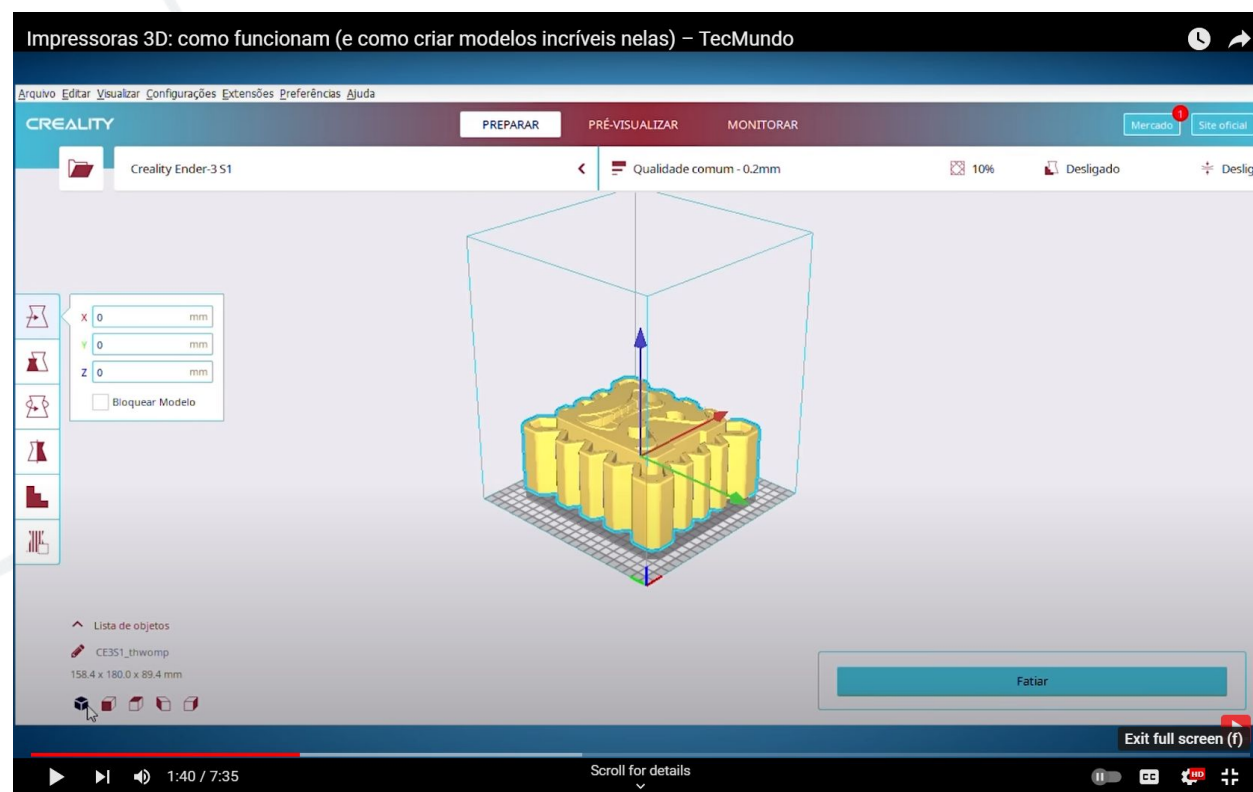 Impressoras 3D: como funcionam (e como criar modelos incríveis nelas) – TecMundo
Arquivo Editar Visualizar Configurações Extensões Preferências Ajuda
CREALITY
PREPARAR
PRÉ-VISUALIZAR
MONITORAR
Mercado
1
Site oficial
Creality Ender-3 S1
Qualidade comum - 0.2mm
10%
Desligado
Deslig
X 0 mm
Y 0 mm
Z 0 mm
Bloquear Modelo
Lista de objetos
CE3S1_thwomp
158.4 x 180.0 x 89.4 mm
Fatiar
Exit full screen (f)
1:40 / 7:35
Scroll for details
CC
HD